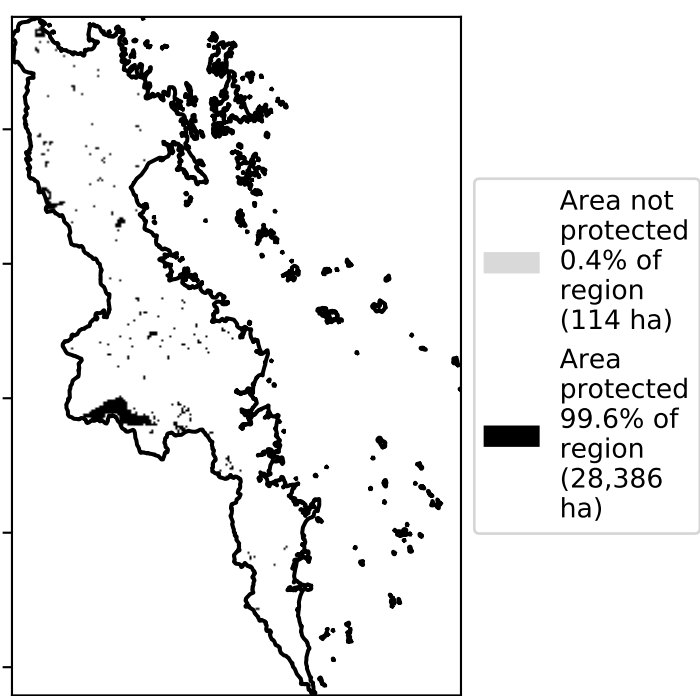 Area not
protected
0.4% of
region
(114 ha)
Area
protected
99.6% of
region
(28,386
ha)